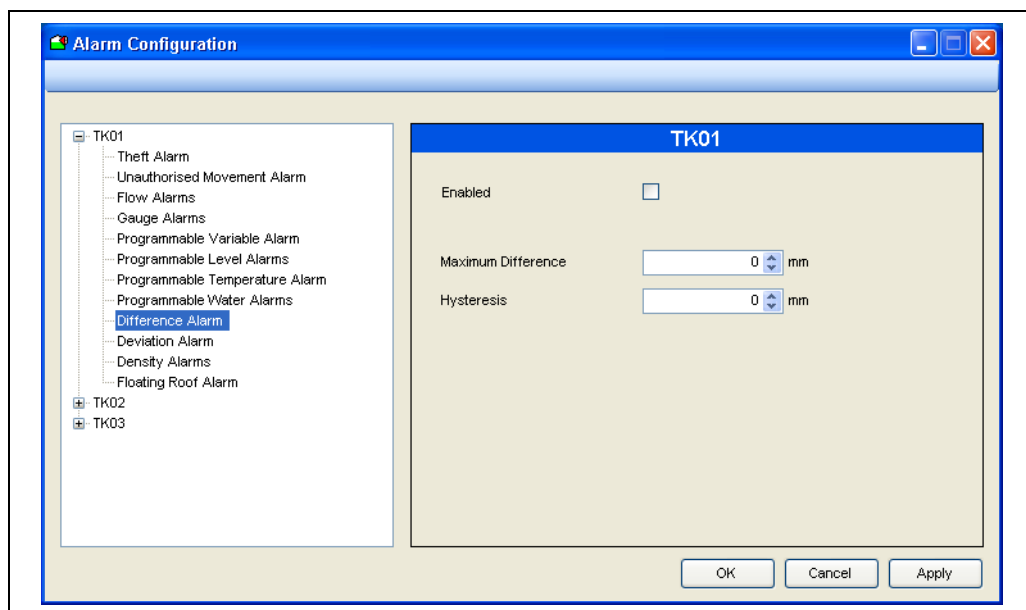 Alarm Configuration
TK01
Theft Alarm
Unauthorised Movement Alarm
Flow Alarms
Gauge Alarms
Programmable Variable Alarm
Programmable Level Alarms
Programmable Temperature Alarm
Programmable Water Alarms
Difference Alarm
Deviation Alarm
Density Alarms
Floating Roof Alarm
TK02
TK03
TK01
Enabled
Maximum Difference 0 mm
Hysteresis 0 mm
OK Cancel Apply